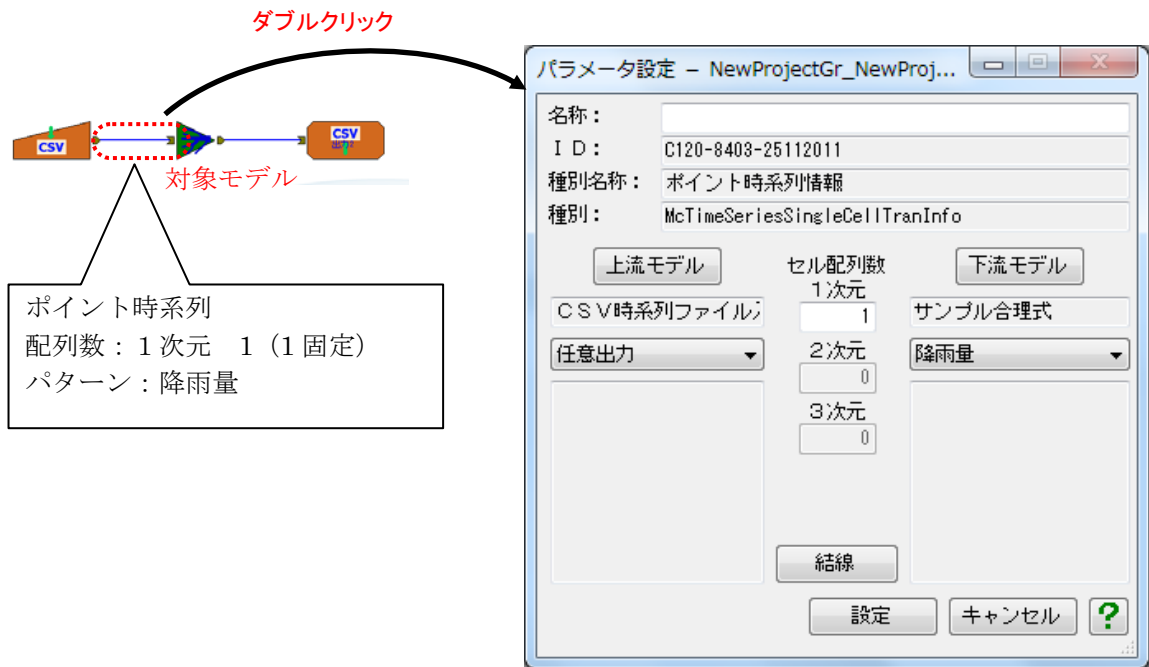 ダブルクリック
CSV
CSV
出力?
対象モデル
ポイント時系列
配列数：１次元　１（1 固定）
パターン：降雨量
パラメータ設定 － NewProjectGr_NewProj...
名称：
ＩＤ： C120-8403-25112011
種別名称： ポイント時系列情報
種別： McTimeSeriesSingleCellTranInfo
上流モデル セル配列数 下流モデル
１次元
ＣＳＶ時系列ファイル 1 サンプル合理式
任意出力 ２次元 降雨量
0
３次元
0
結線
設定 キャンセル ?